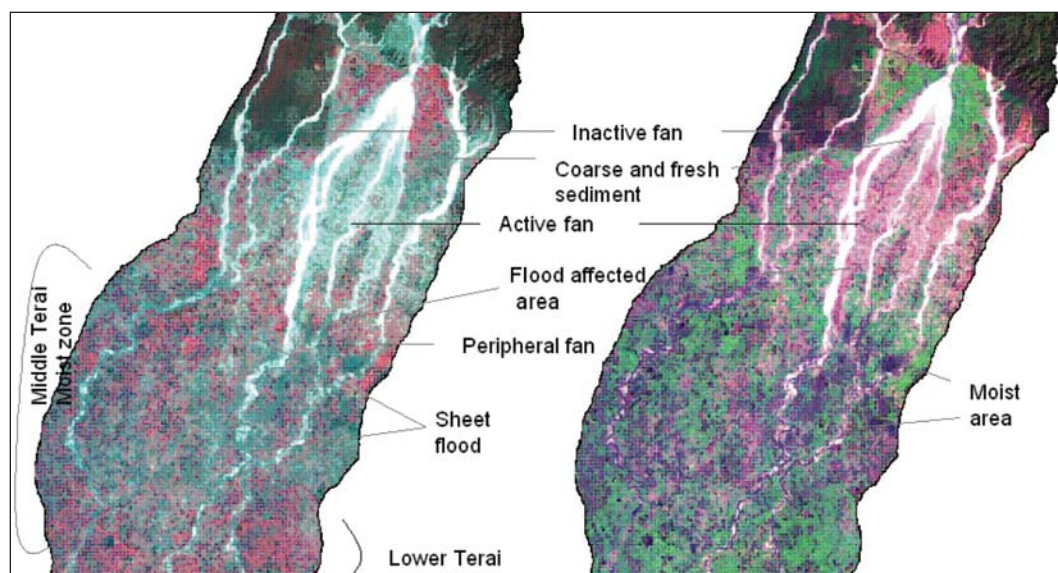 Inactive fan
Coarse and fresh
sediment
Active fan
Flood affected
area
Middle Terai
Moist zone
Peripheral fan
Moist
area
Sheet
flood
Lower Terai